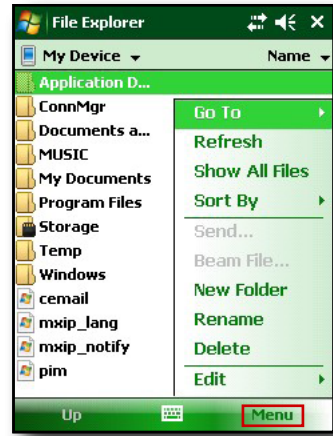 File Explorer
My Device Name
Application D...
ConnMgr
Documents a...
MUSIC
My Documents
Program Files
Storage
Temp
Windows
cemail
mxip_lang
mxip_notify
pim
Go To
Refresh
Show All Files
Sort By
Send...
Beam File...
New Folder
Rename
Delete
Edit
Up Menu